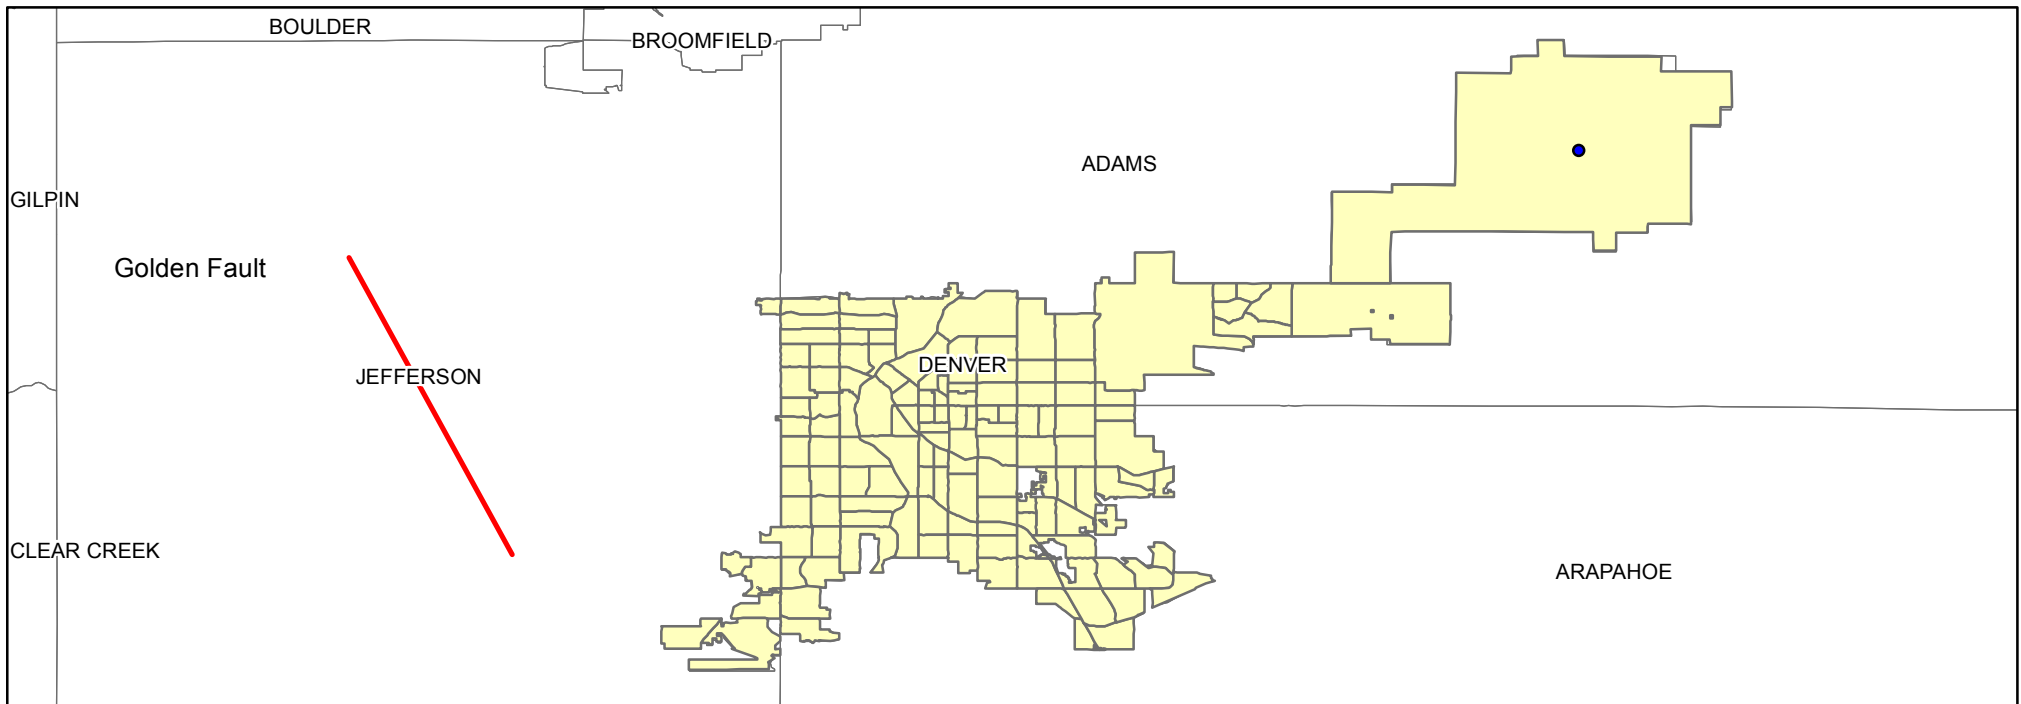 BOULDER
BROOMFIELD
ADAMS
GILPIN
Golden Fault
DENVER
JEFFERSON
CLEAR CREEK
ARAPAHOE